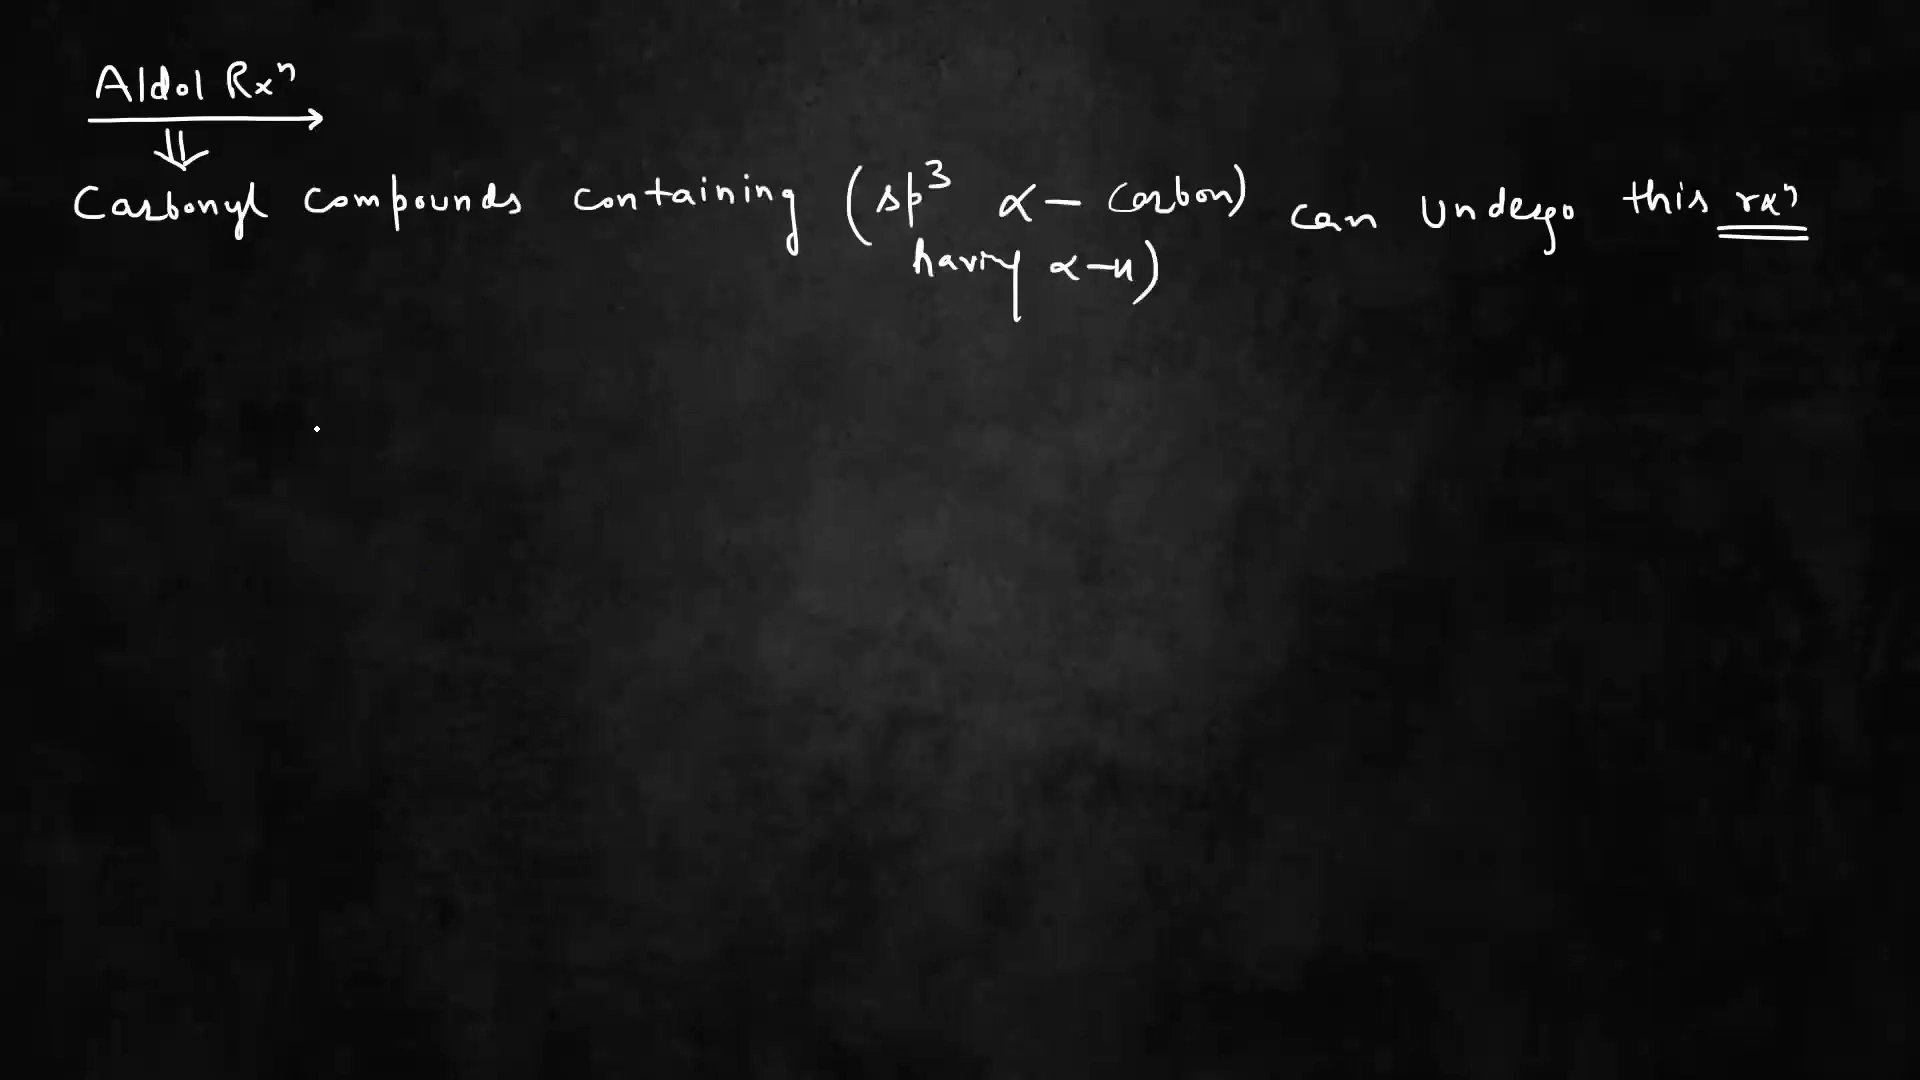 Aldol Rxⁿ
Carbonyl compounds containing (sp³ α - Carbon) can undergo this rxⁿ
having α-H)